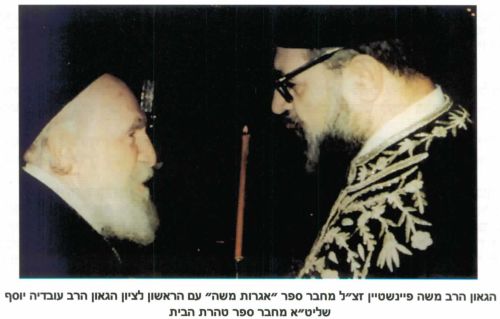 הגאון הרב משה פיינשטיין זצ״ל מחבר ספר ״אגרות משה״ עם הראשון לציון הגאון הרב עובדיה יוסף
שליט״א מחבר ספר טהרת הבית